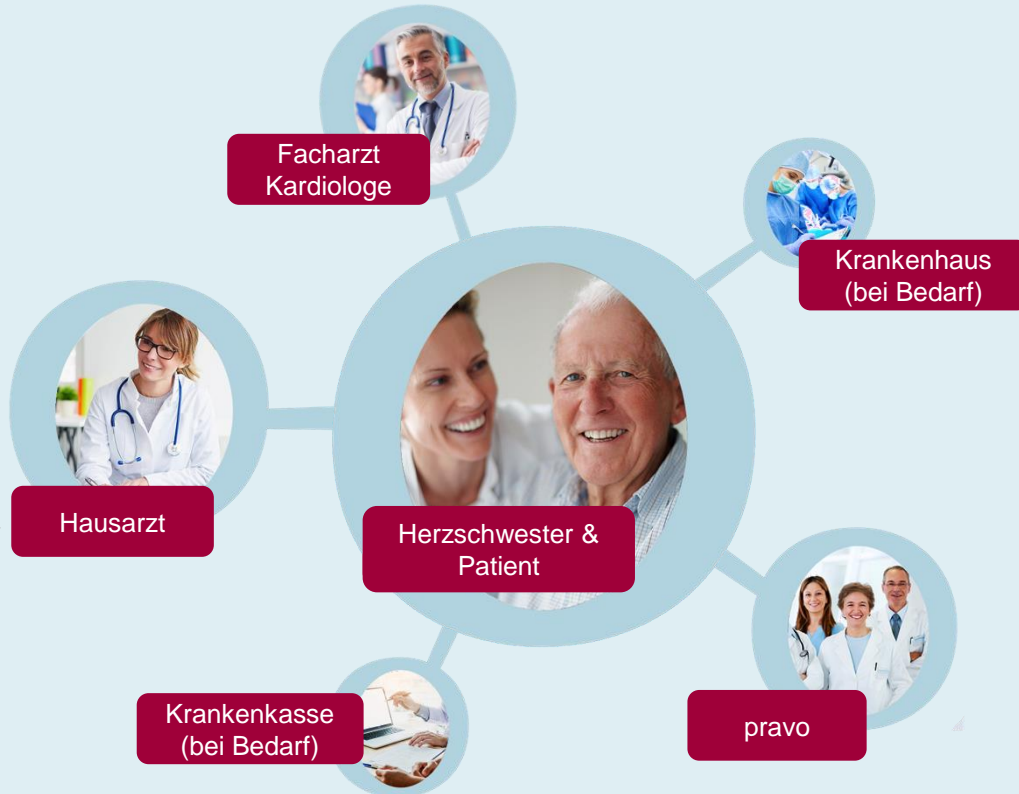 Facharzt
Kardiologe
Krankenhaus
(bei Bedarf)
Hausarzt
Herzschwester &
Patient
Krankenkasse
(bei Bedarf)
pravo